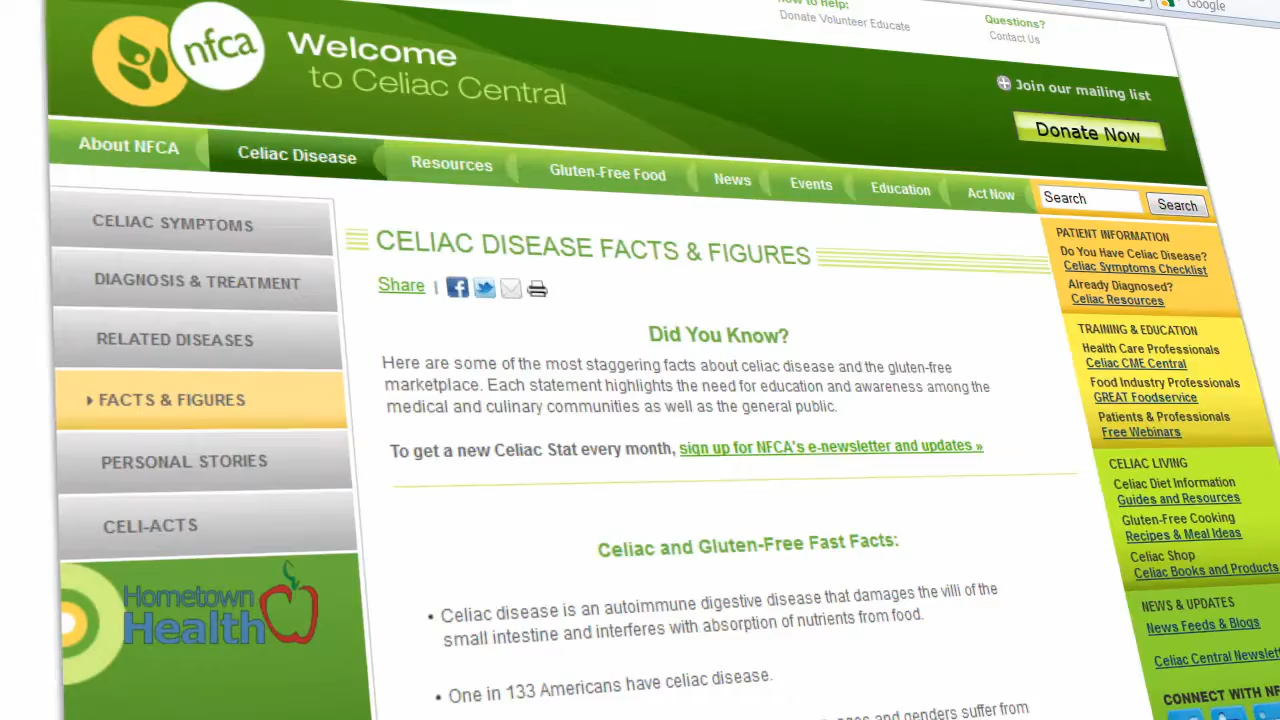 Google
How to Help:
Donate Volunteer Educate
Questions?
Contact Us
nfca
Welcome
to Celiac Central
Join our mailing list
Donate Now
About NFCA
Celiac Disease
Resources
Gluten-Free Food
News
Events
Education
Act Now
Search
Search
CELIAC SYMPTOMS
DIAGNOSIS & TREATMENT
RELATED DISEASES
FACTS & FIGURES
PERSONAL STORIES
CELI-ACTS
Hometown
Health
CELIAC DISEASE FACTS & FIGURES
Share |
Did You Know?
Here are some of the most staggering facts about celiac disease and the gluten-free
marketplace. Each statement highlights the need for education and awareness among the
medical and culinary communities as well as the general public.
To get a new Celiac Stat every month, sign up for NFCA's e-newsletter and updates »
Celiac and Gluten-Free Fast Facts:
• Celiac disease is an autoimmune digestive disease that damages the villi of the
small intestine and interferes with absorption of nutrients from food.
• One in 133 Americans have celiac disease.
and genders suffer from
PATIENT INFORMATION
Do You Have Celiac Disease?
Celiac Symptoms Checklist
Already Diagnosed?
Celiac Resources
TRAINING & EDUCATION
Health Care Professionals
Celiac CME Central
Food Industry Professionals
GREAT Foodservice
Patients & Professionals
Free Webinars
CELIAC LIVING
Celiac Diet Information
Guides and Resources
Gluten-Free Cooking
Recipes & Meal Ideas
Celiac Shop
Celiac Books and Products
NEWS & UPDATES
News Feeds & Blogs
Celiac Central Newslett
CONNECT WITH NF